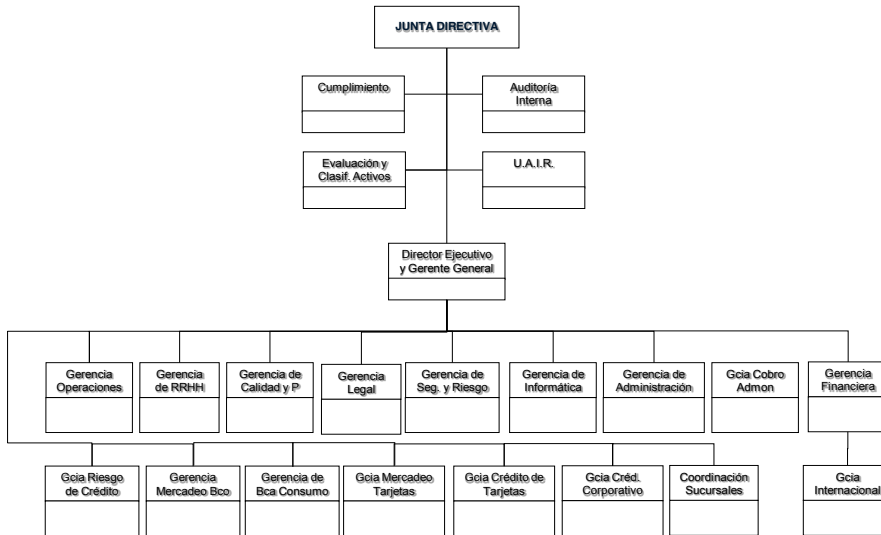 JUNTA DIRECTIVA
Cumplimiento
Auditoría
Interna
Evaluación y
Clasif. Activos
U.A.I.R.
Director Ejecutivo
y Gerente General
Gerencia
Operaciones
Gerencia
de RRHH
Gerencia de
Calidad y P
Gerencia
Legal
Gerencia de
Seg. y Riesgo
Gerencia de
Informática
Gerencia de
Administración
Gcia Cobro
Admon
Gerencia
Financiera
Gcia Riesgo
de Crédito
Gerencia
Mercadeo Bco
Gerencia de
Bca Consumo
Gcia Mercadeo
Tarjetas
Gcia Crédito de
Tarjetas
Gcia Créd.
Corporativo
Coordinación
Sucursales
Gcia
Internacional